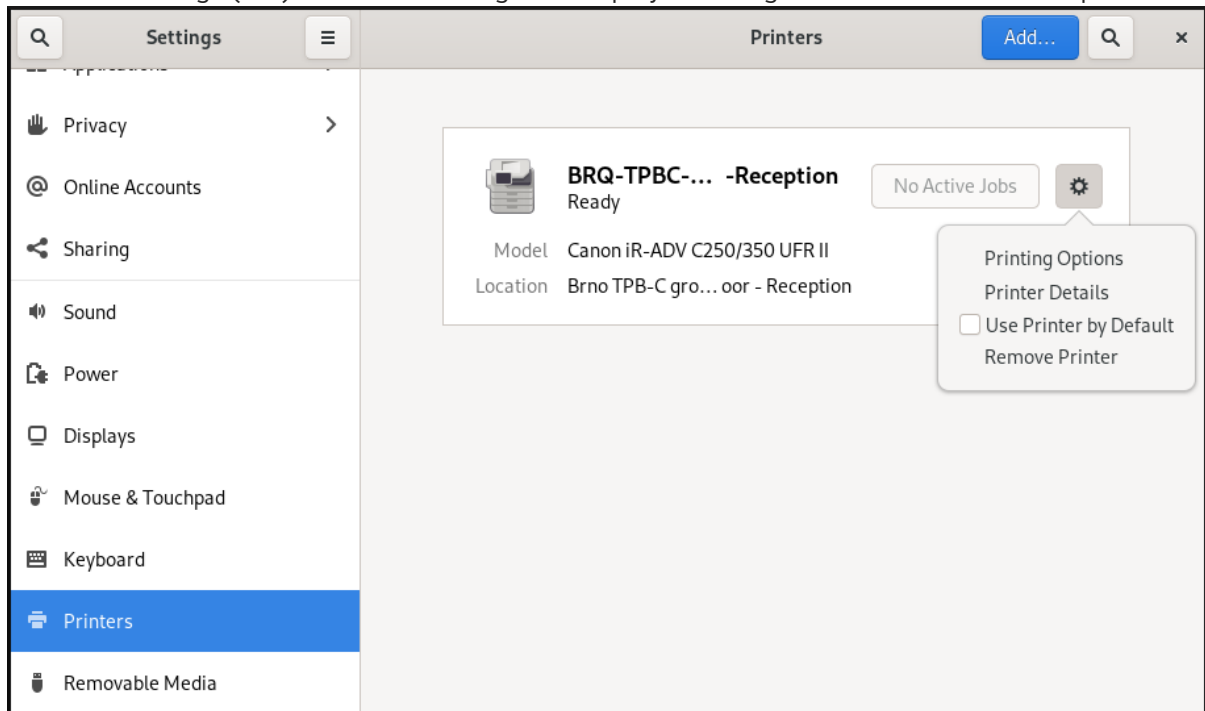 Settings
Printers
Add...
Privacy
Online Accounts
Sharing
Sound
Power
Displays
Mouse & Touchpad
Keyboard
Printers
Removable Media
BRQ-TPBC-... -Reception
Ready
No Active Jobs
Model Canon iR-ADV C250/350 UFR II
Location Brno TPB-C gro... oor - Reception
Printing Options
Printer Details
Use Printer by Default
Remove Printer